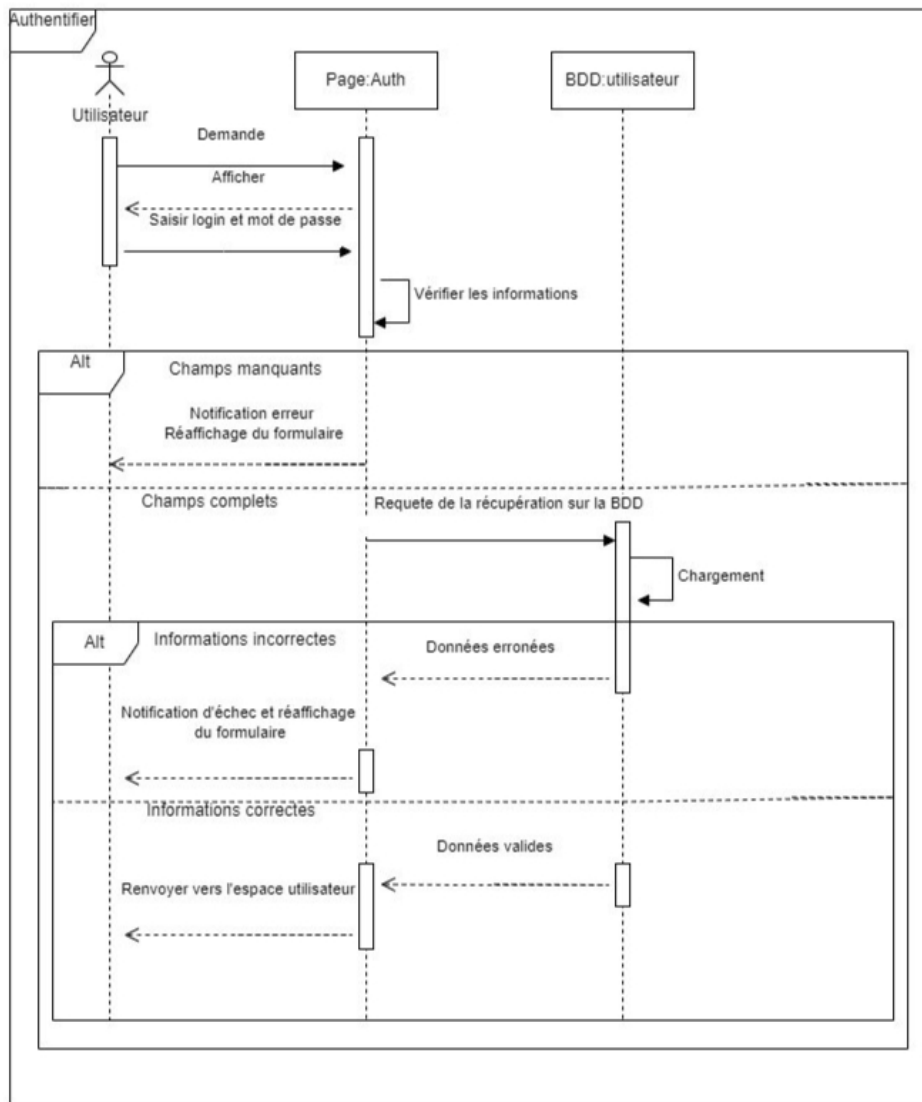 Authentifier
Utilisateur
Page:Auth
BDD:utilisateur
Demande
Afficher
Saisir login et mot de passe
Vérifier les informations
Alt
Champs manquants
Notification erreur
Réaffichage du formulaire
Champs complets
Requete de la récupération sur la BDD
Chargement
Alt
Informations incorrectes
Données erronées
Notification d'échec et réaffichage
du formulaire
Informations correctes
Données valides
Renvoyer vers l'espace utilisateur